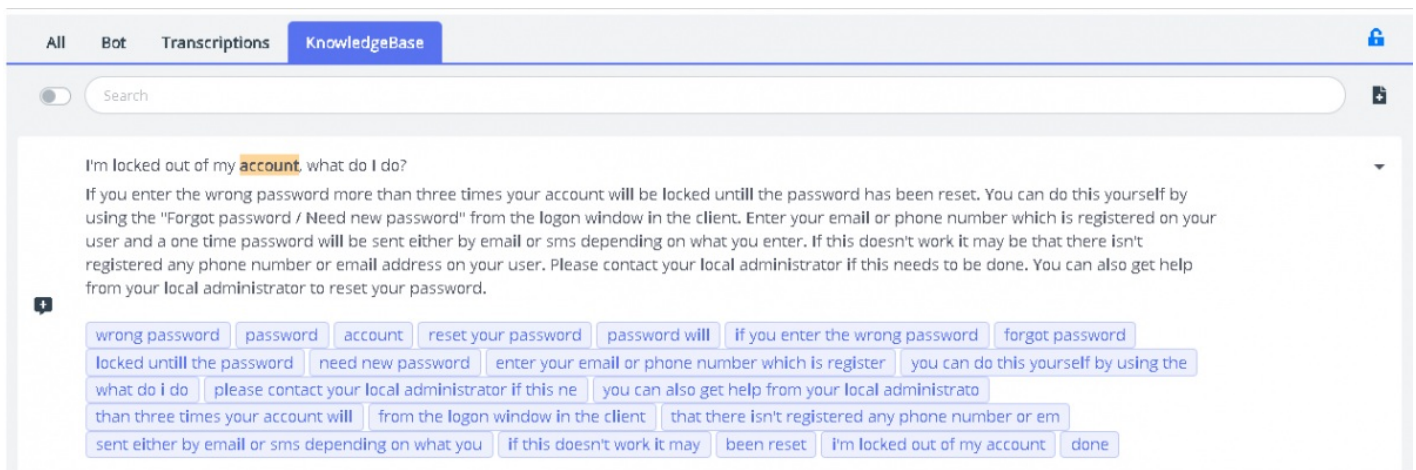 All Bot Transcriptions KnowledgeBase
Search
I'm locked out of my account, what do I do?
If you enter the wrong password more than three times your account will be locked untill the password has been reset. You can do this yourself by
using the "Forgot password / Need new password" from the logon window in the client. Enter your email or phone number which is registered on your
user and a one time password will be sent either by email or sms depending on what you enter. If this doesn't work it may be that there isn't
registered any phone number or email address on your user. Please contact your local administrator if this needs to be done. You can also get help
from your local administrator to reset your password.
wrong password password account reset your password password will if you enter the wrong password forgot password
locked untill the password need new password enter your email or phone number which is register you can do this yourself by using the
what do i do please contact your local administrator if this ne you can also get help from your local administrato
than three times your account will from the logon window in the client that there isn't registered any phone number or em
sent either by email or sms depending on what you if this doesn't work it may been reset i'm locked out of my account done